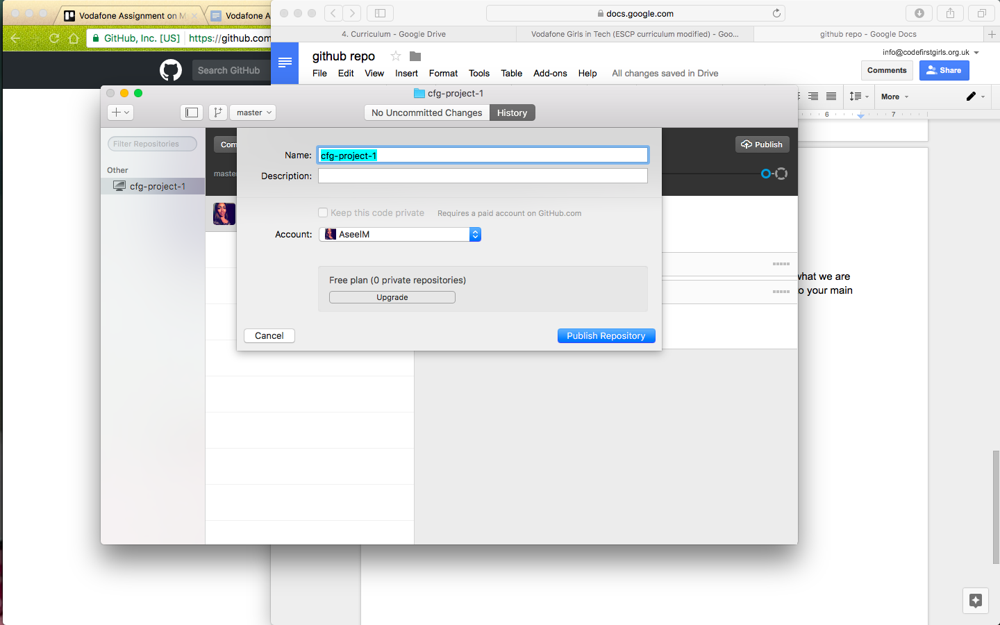 Vodafone Assignment on M
Vodafone A
docs.google.com
GitHub, Inc. [US]
https://github.com
4. Curriculum - Google Drive
Vodafone Girls in Tech (ESCP curriculum modified) - Goo...
github repo - Google Docs
Search GitHub
github repo
info@codefirstgirls.org.uk
File Edit View Insert Format Tools Table Add-ons Help All changes saved in Drive
Comments
Share
cfg-project-1
More
master
No Uncommitted Changes
History
6
7
Filter Repositories
Com
Publish
Name:
cfg-project-1
Other
master
Description:
cfg-project-1
Keep this code private
Requires a paid account on GitHub.com
Account:
AseelM
what we are
o your main
Free plan (0 private repositories)
Upgrade
Cancel
Publish Repository